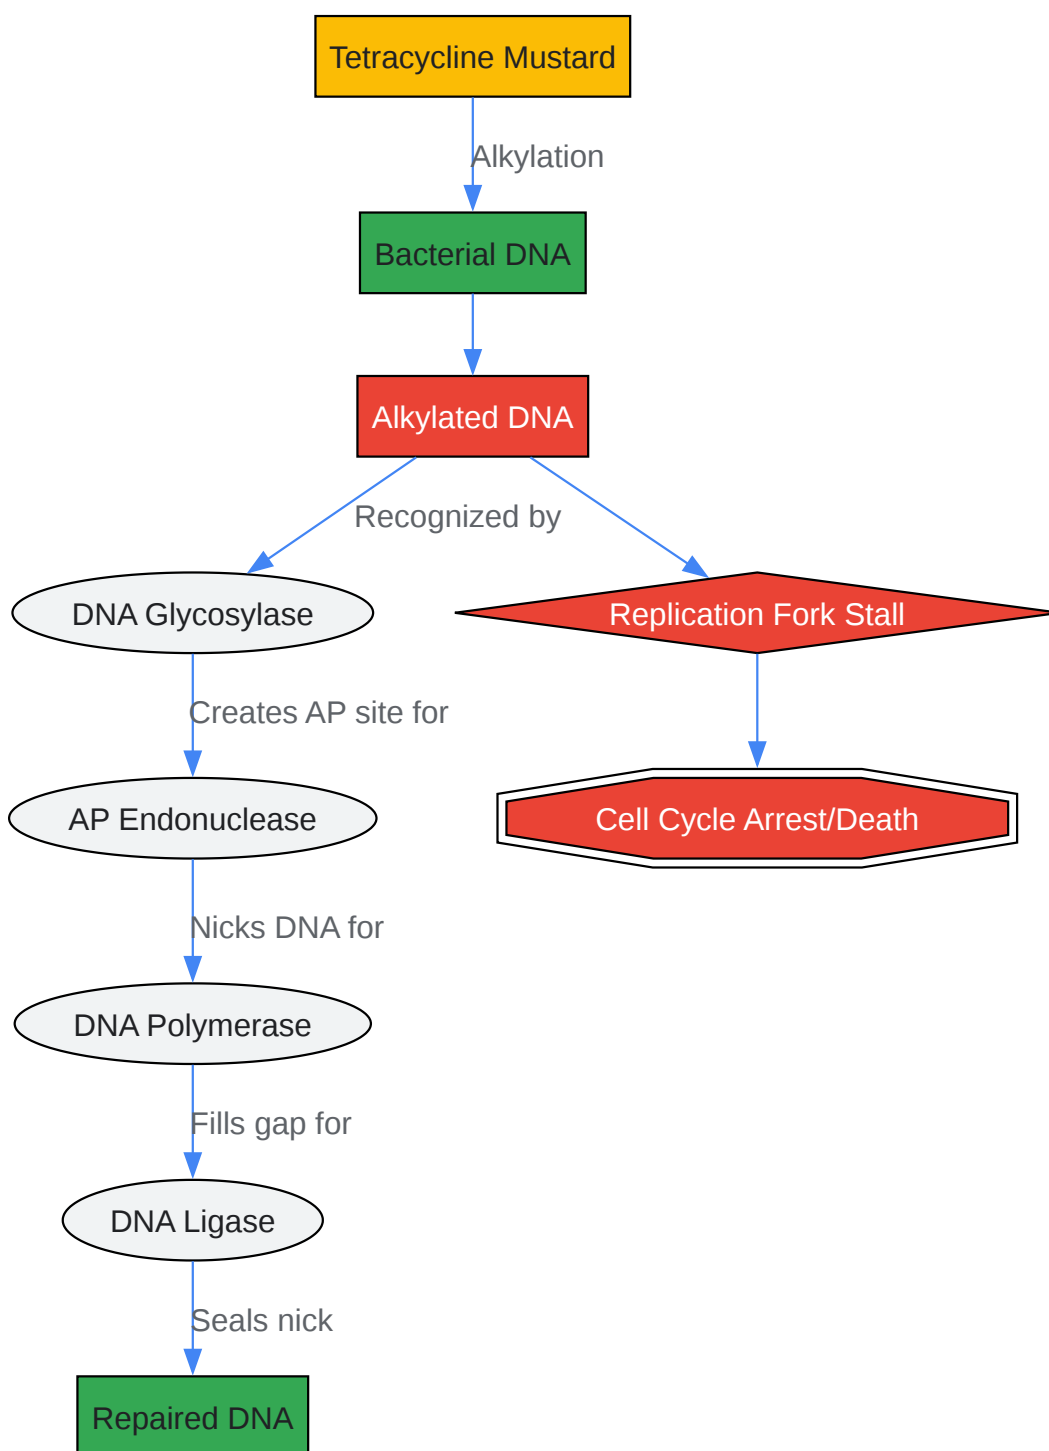 Tetracycline Mustard
Alkylation
Bacterial DNA
Alkylated DNA
Recognized by
DNA Glycosylase
Replication Fork Stall
Creates AP site for
AP Endonuclease
Cell Cycle Arrest/Death
Nicks DNA for
DNA Polymerase
Fills gap for
DNA Ligase
Seals nick
Repaired DNA